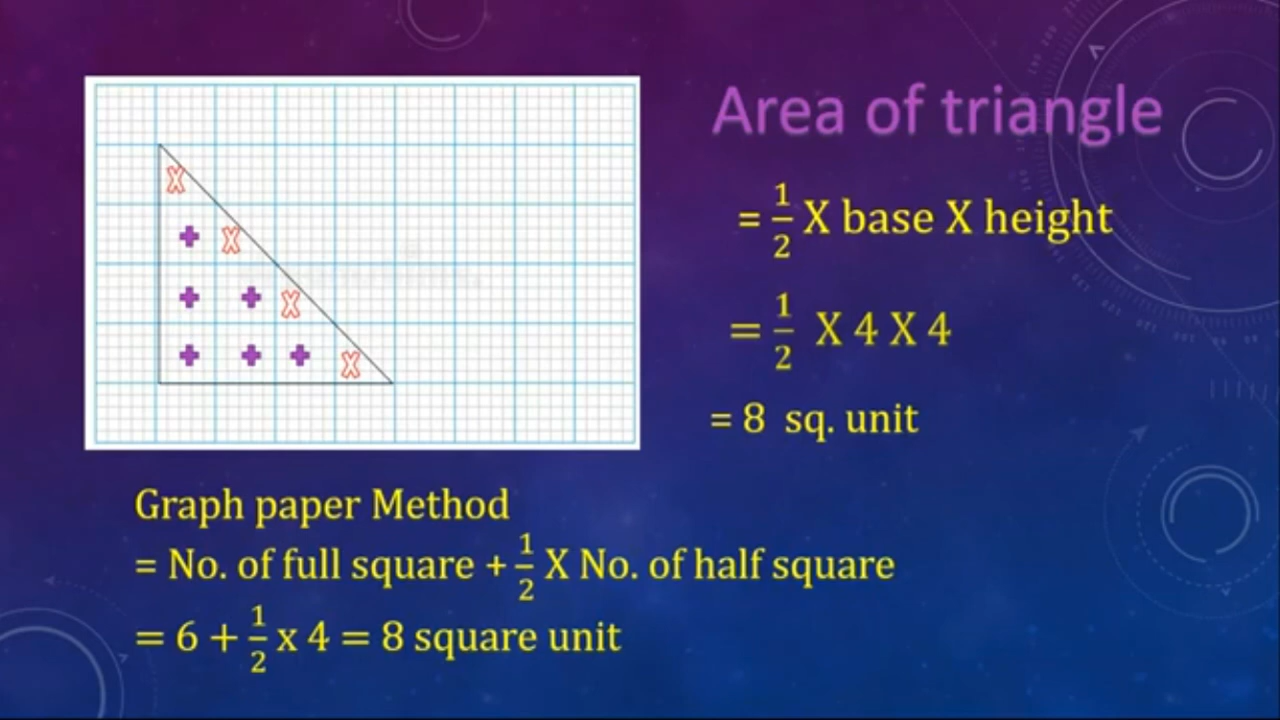 Area of triangle
= 1/2 X base X height
= 1/2 X 4 X 4
= 8 sq. unit
X
+ X
+ + X
+ + + X
Graph paper Method
= No. of full square + 1/2 X No. of half square
= 6 + 1/2 x 4 = 8 square unit